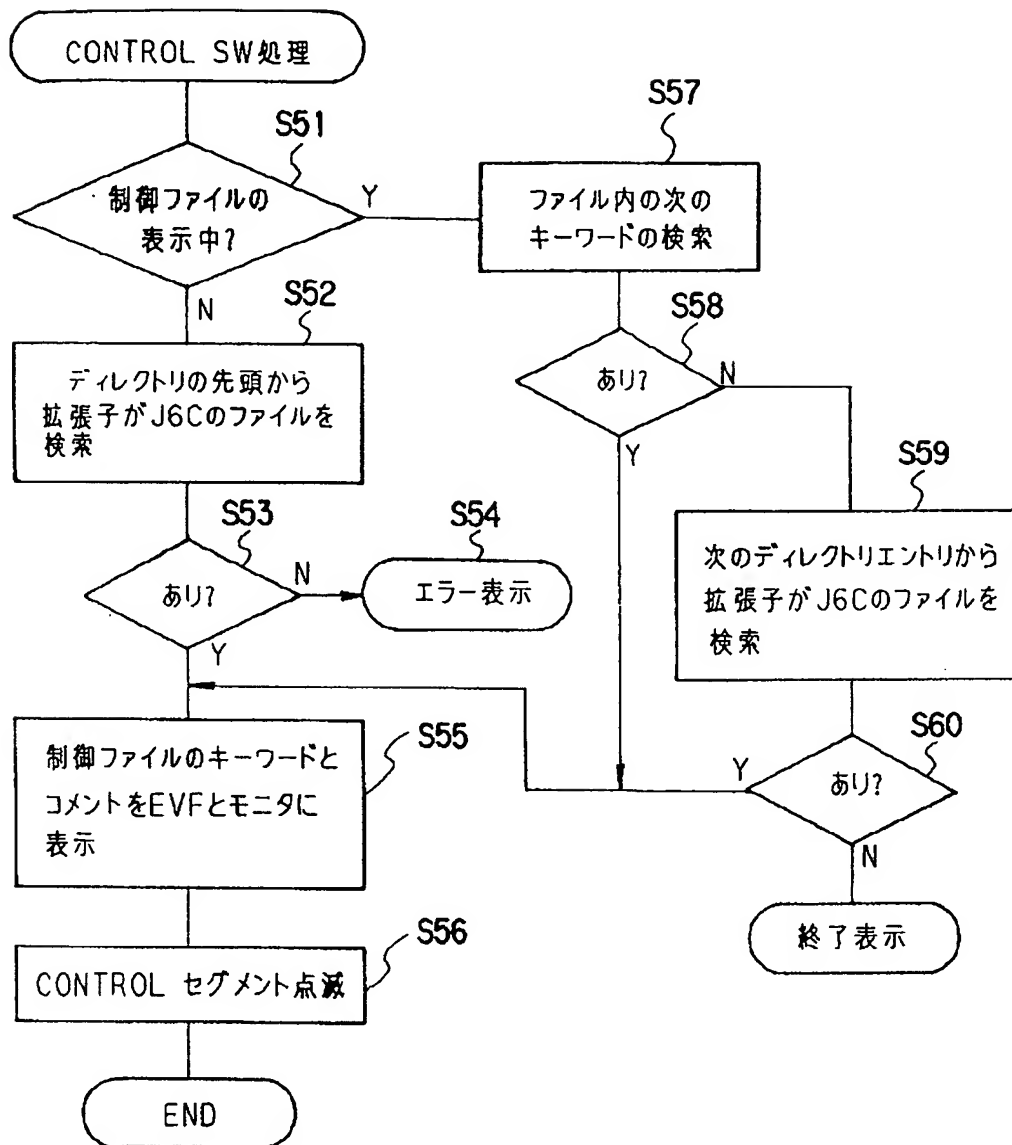 CONTROL SW処理
S51
制御ファイルの
表示中?
Y
N
S52
ディレクトリの先頭から
拡張子がJ6Cのファイルを
検索
S53
あり?
N
Y
S54
エラー表示
S55
制御ファイルのキーワードと
コメントをEVFとモニタに
表示
S56
CONTROL セグメント点滅
END
S57
ファイル内の次の
キーワードの検索
S58
あり?
N
Y
S59
次のディレクトリエントリから
拡張子がJ6Cのファイルを
検索
S60
あり?
Y
N
終了表示